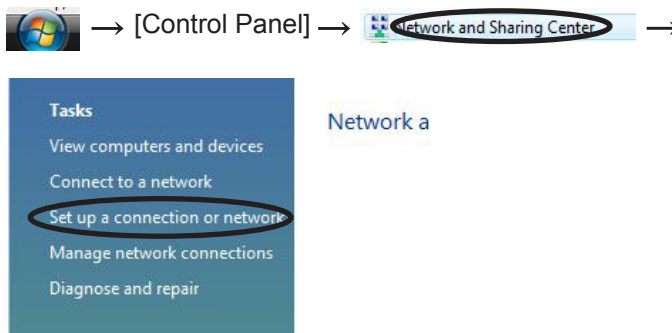 → [Control Panel] → Network and Sharing Center →
Tasks
Network a
View computers and devices
Connect to a network
Set up a connection or network
Manage network connections
Diagnose and repair